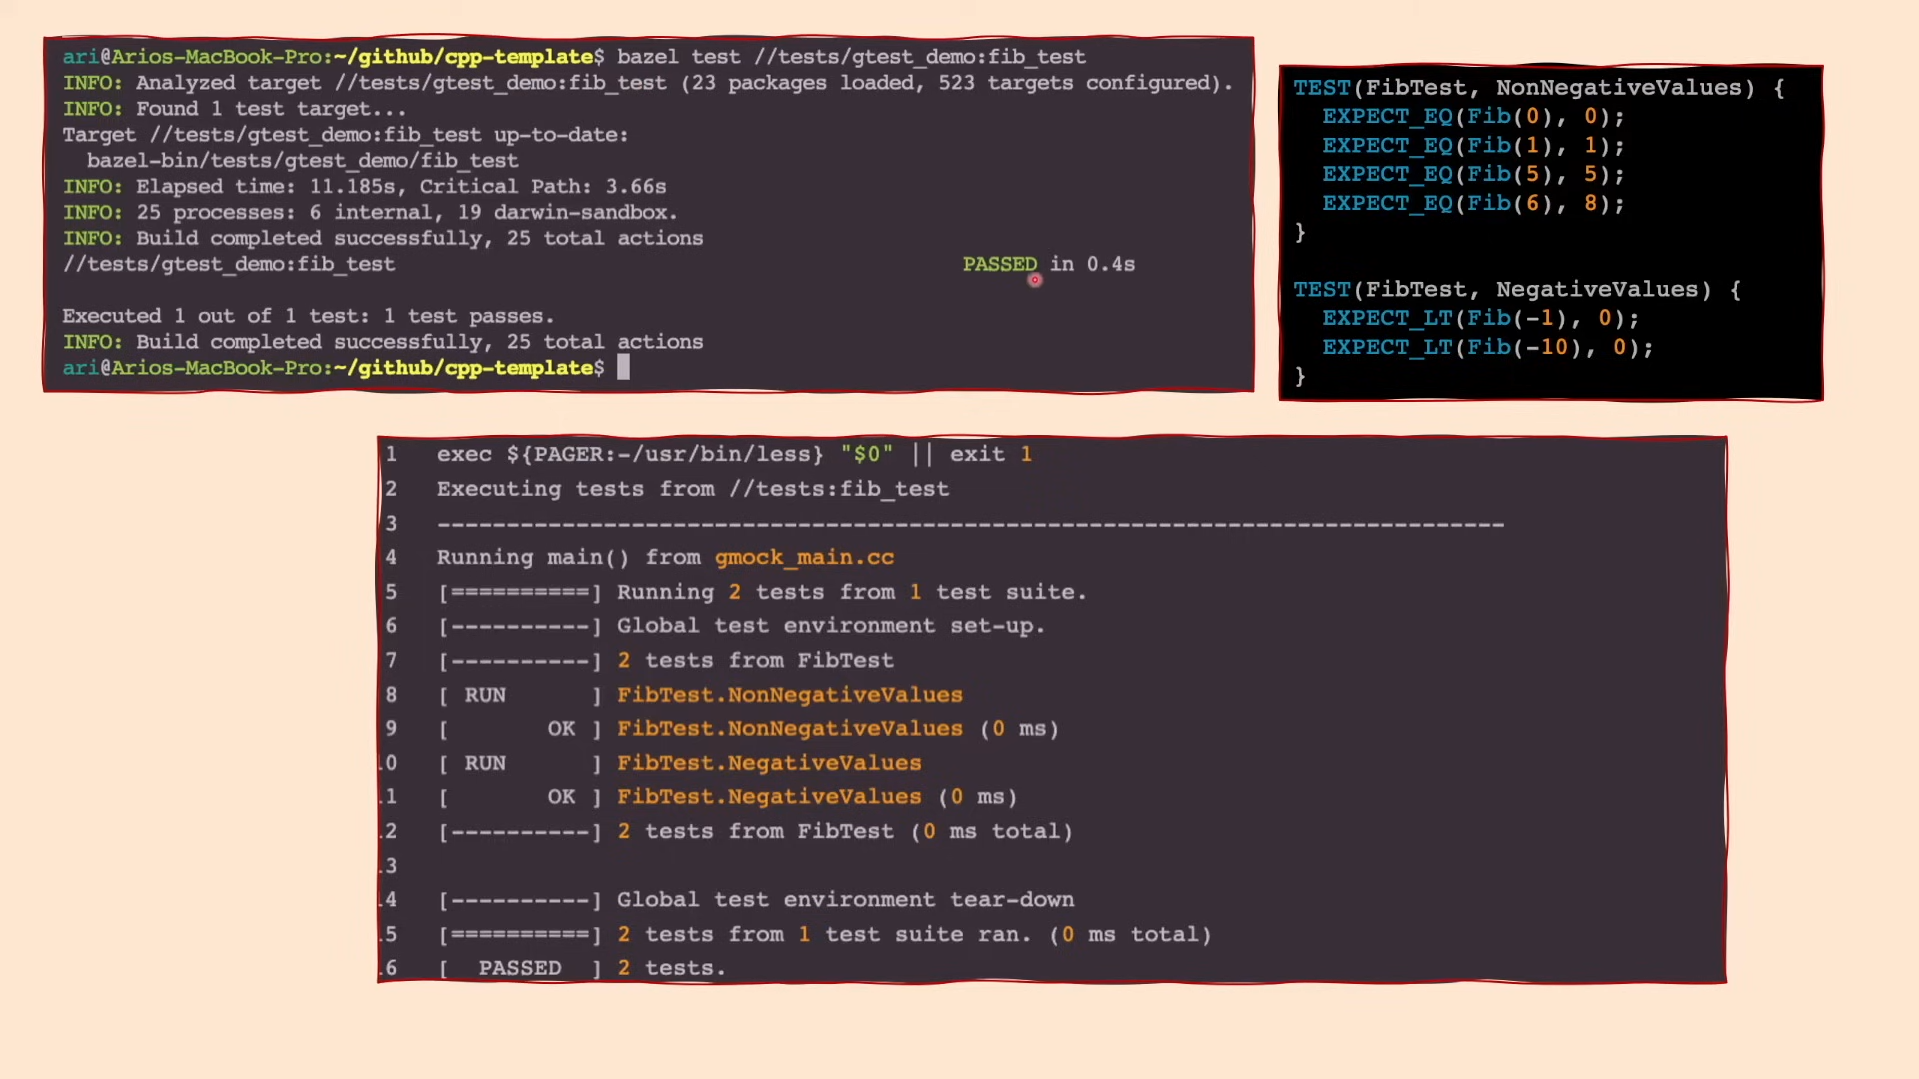 ari@Arios-MacBook-Pro:~/github/cpp-template$ bazel test //tests/gtest_demo:fib_test
INFO: Analyzed target //tests/gtest_demo:fib_test (23 packages loaded, 523 targets configured).
INFO: Found 1 test target...
Target //tests/gtest_demo:fib_test up-to-date:
  bazel-bin/tests/gtest_demo/fib_test
INFO: Elapsed time: 11.185s, Critical Path: 3.66s
INFO: 25 processes: 6 internal, 19 darwin-sandbox.
INFO: Build completed successfully, 25 total actions
//tests/gtest_demo:fib_test PASSED in 0.4s
Executed 1 out of 1 test: 1 test passes.
INFO: Build completed successfully, 25 total actions
ari@Arios-MacBook-Pro:~/github/cpp-template$
TEST(FibTest, NonNegativeValues) {
  EXPECT_EQ(Fib(0), 0);
  EXPECT_EQ(Fib(1), 1);
  EXPECT_EQ(Fib(5), 5);
  EXPECT_EQ(Fib(6), 8);
}
TEST(FibTest, NegativeValues) {
  EXPECT_LT(Fib(-1), 0);
  EXPECT_LT(Fib(-10), 0);
}
1 exec ${PAGER:-/usr/bin/less} "$0" || exit 1
2 Executing tests from //tests:fib_test
3 -----------------------------------------------------------------------------
4 Running main() from gmock_main.cc
5 [==========] Running 2 tests from 1 test suite.
6 [----------] Global test environment set-up.
7 [----------] 2 tests from FibTest
8 [ RUN      ] FibTest.NonNegativeValues
9 [       OK ] FibTest.NonNegativeValues (0 ms)
10 [ RUN      ] FibTest.NegativeValues
11 [       OK ] FibTest.NegativeValues (0 ms)
12 [----------] 2 tests from FibTest (0 ms total)
13
14 [----------] Global test environment tear-down
15 [==========] 2 tests from 1 test suite ran. (0 ms total)
16 [  PASSED  ] 2 tests.